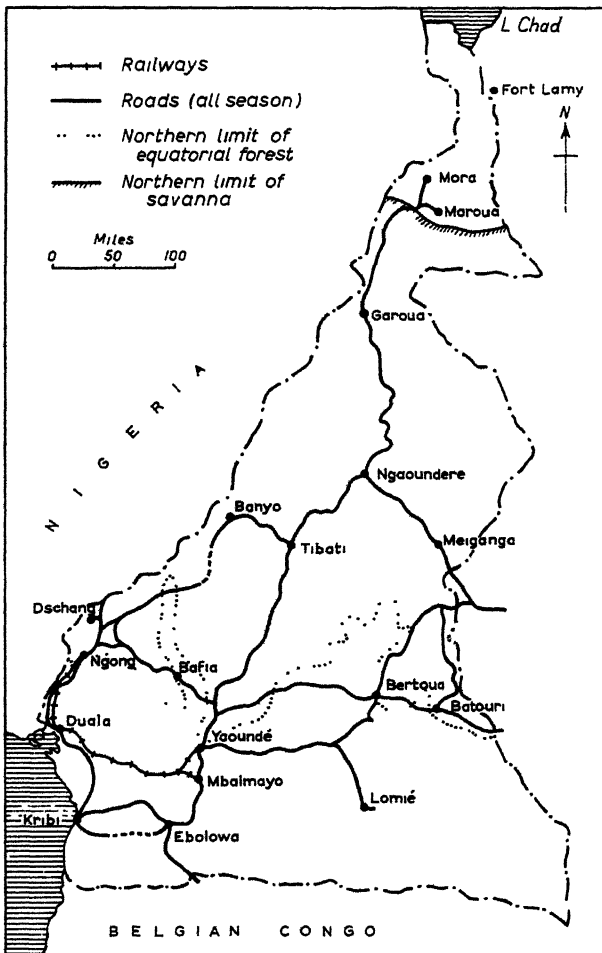 L Chad
Railways
Roads (all season)
Northern limit of
equatorial forest
Northern limit of
savanna
Miles
0 50 100
Fort Lamy
N
Mora
Maroua
Garoua
NIGERIA
Ngaoundere
Banyo
Tibati
Meiganga
Dschang
Ngong
Bafia
Bertoua
Batouri
Duala
Yaoundé
Mbalmayo
Lomié
Kribi
Ebolowa
BELGIAN CONGO